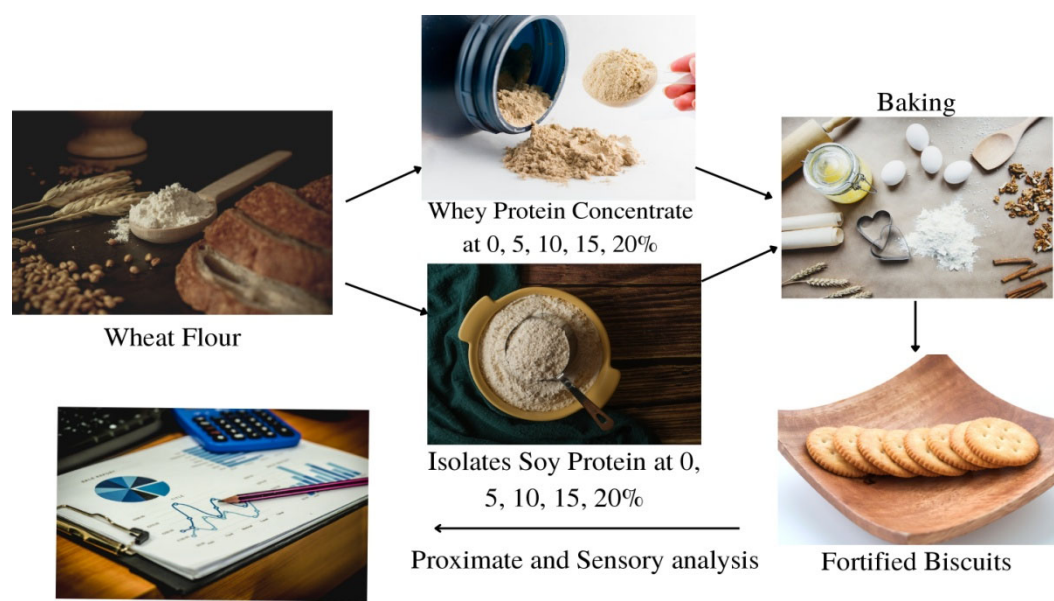 Wheat Flour
Whey Protein Concentrate
at 0, 5, 10, 15, 20%
Isolates Soy Protein at 0,
5, 10, 15, 20%
Baking
Fortified Biscuits
Proximate and Sensory analysis